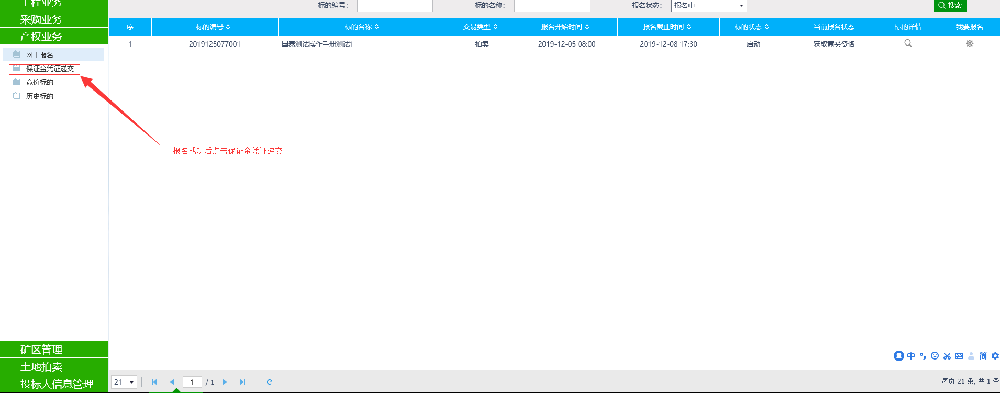 工程业务
标的编号：
标的名称：
报名状态：
报名中
搜索
采购业务
产权业务
序
标的编号
标的名称
交易类型
报名开始时间
报名截止时间
标的状态
当前报名状态
标的详情
我要报名
1
2019125077001
国泰测试操作手册测试1
拍卖
2019-12-05 08:00
2019-12-08 17:30
启动
获取竞买资格
网上报名
保证金凭证递交
竞价标的
历史标的
报名成功后点击保证金凭证递交
矿区管理
土地拍卖
投标人信息管理
中
简
21
1
/ 1
每页 21 条, 共 1 条